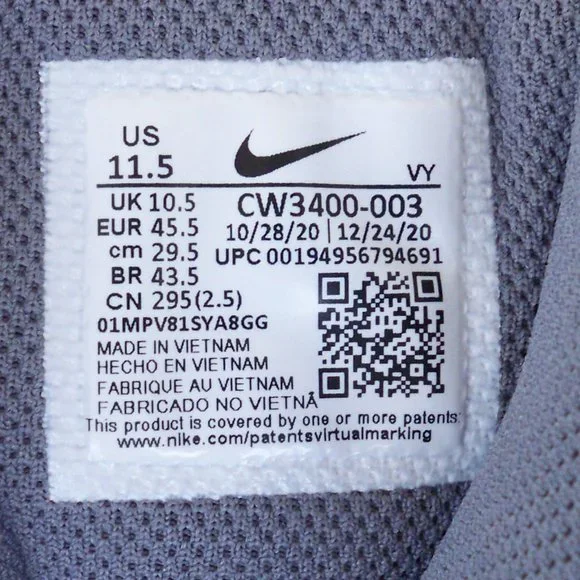 US
11.5
VY
UK 10.5
EUR 45.5
cm 29.5
BR 43.5
CN 295(2.5)
CW3400-003
10/28/20 | 12/24/20
UPC 00194956794691
01MPV81SYA8GG
MADE IN VIETNAM
HECHO EN VIETNAM
FABRIQUE AU VIETNAM
FABRICADO NO VIETNÃ
This product is covered by one or more patents:
www.nike.com/patentsvirtualmarking